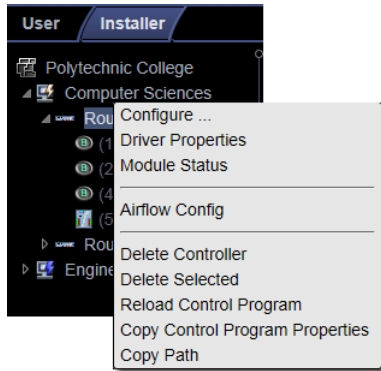 User Installer
Polytechnic College
Computer Sciences
Rou
Configure ...
(1
Driver Properties
(2
Module Status
(4
Airflow Config
(5
Rou
Delete Controller
Engine
Delete Selected
Reload Control Program
Copy Control Program Properties
Copy Path